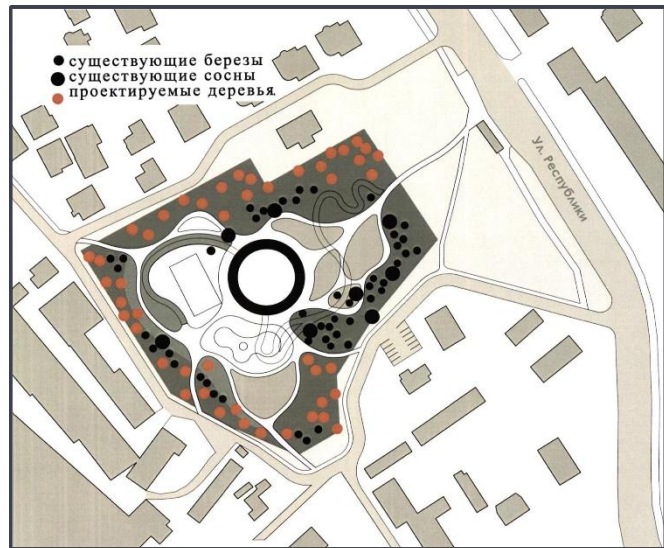 существующие березы
существующие сосны
проектируемые деревья
Ул. Республики